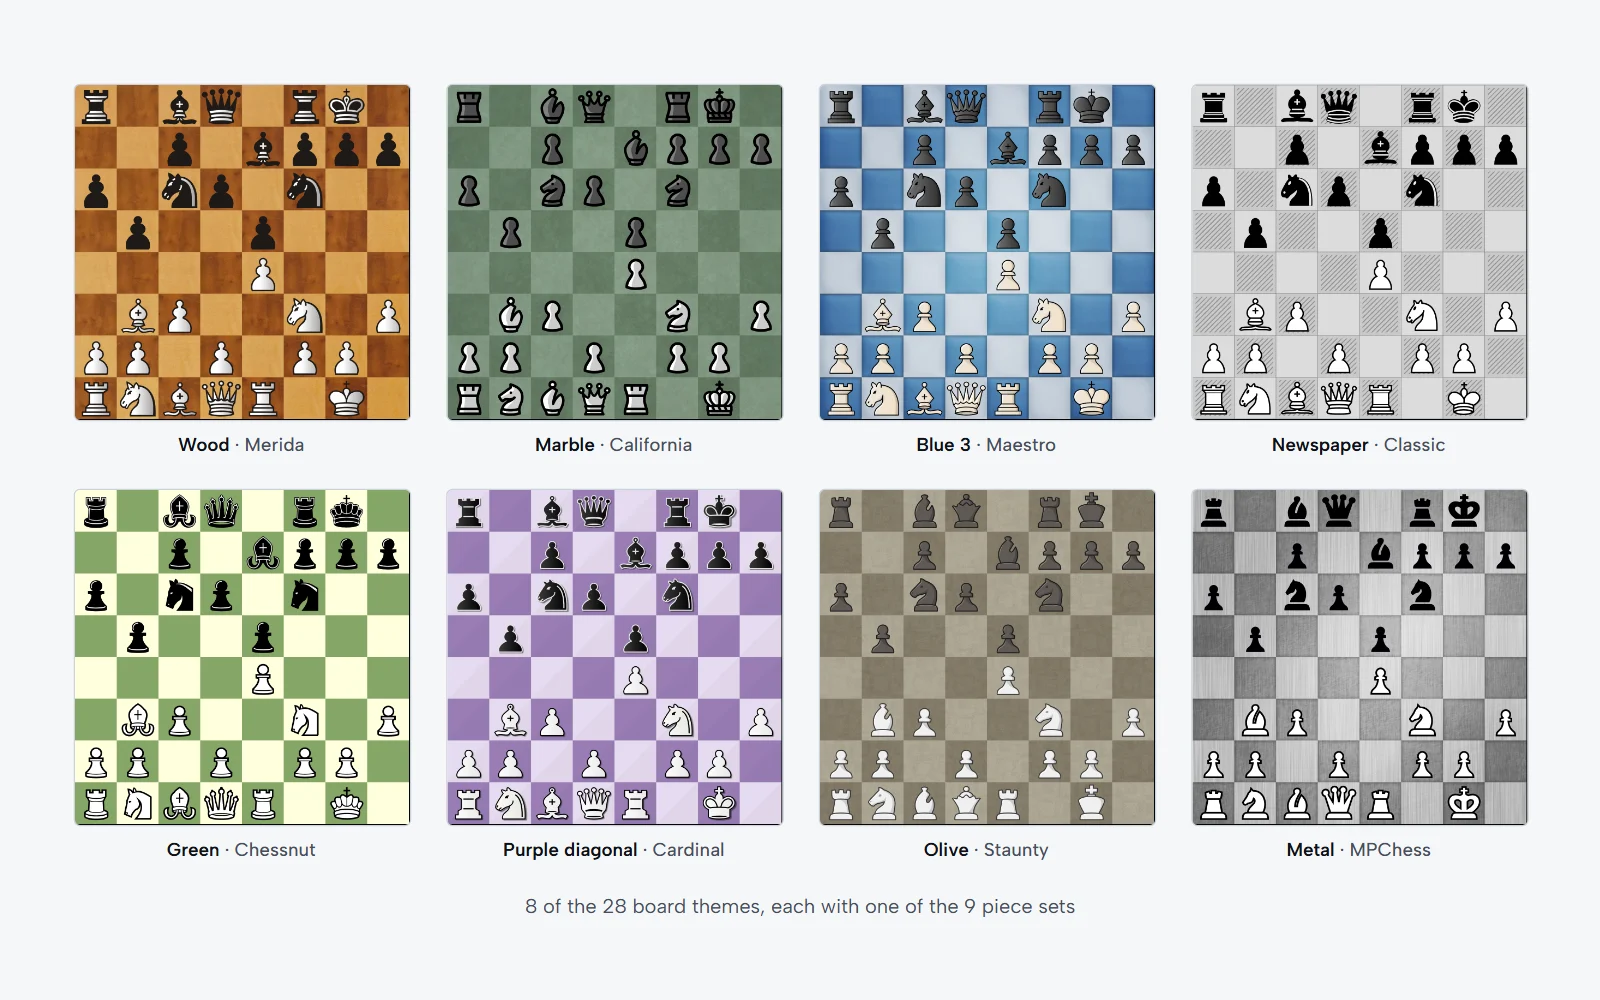 Wood · Merida
Marble · California
Blue 3 · Maestro
Newspaper · Classic
Green · Chessnut
Purple diagonal · Cardinal
Olive · Staunty
Metal · MPChess
8 of the 28 board themes, each with one of the 9 piece sets